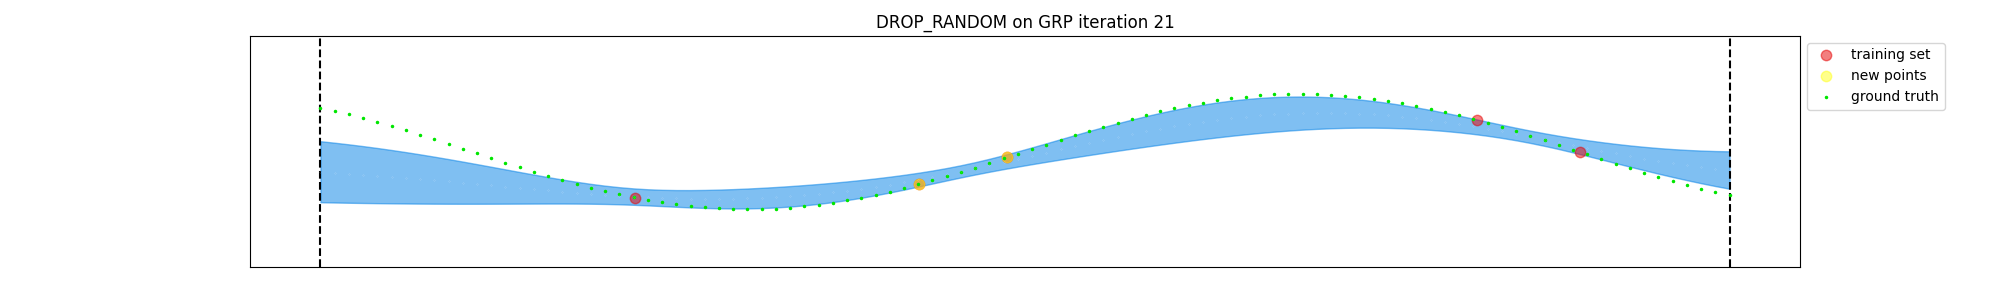 DROP_RANDOM on GRP iteration 21
training set
new points
ground truth